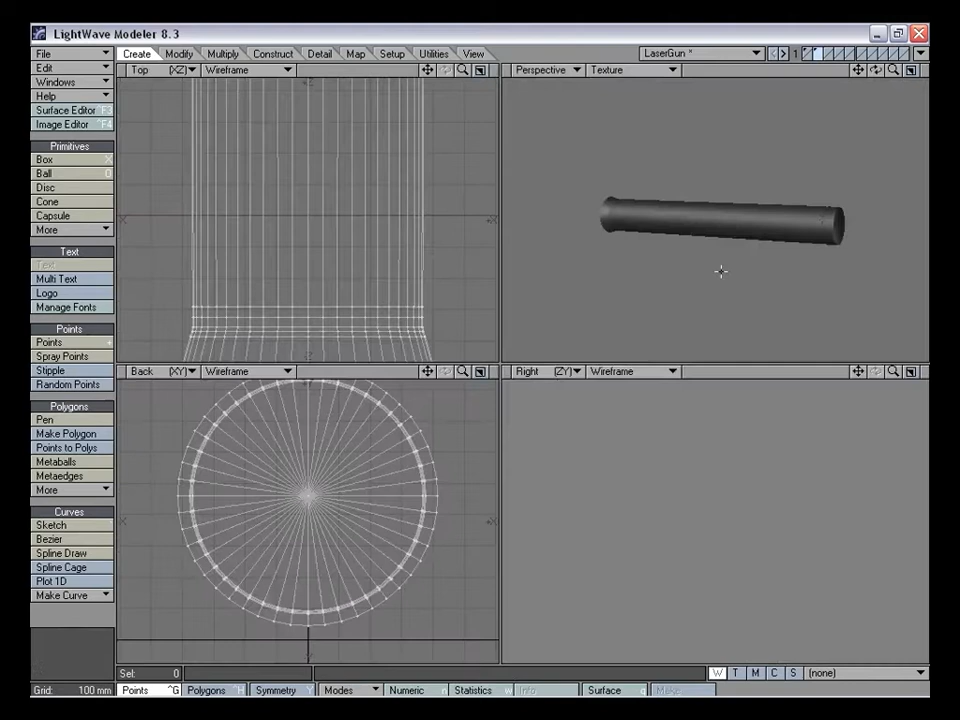 LightWave Modeler 8.3
File Create Modify Multiply Construct Detail Map Setup Utilities View LaserGun * 1
Edit Top (XZ) Wireframe Perspective Texture
Windows
Help
Surface Editor F3
Image Editor ^F4
Primitives
Box X
Ball O
Disc
Cone
Capsule
More
Text
Text
Multi Text
Logo
Manage Fonts
Points
Points +
Spray Points
Stipple
Back (XY) Wireframe Right (ZY) Wireframe
Random Points
Polygons
Pen
Make Polygon
Points to Polys
Metaballs
Metaedges
More
Curves
Sketch
Bezier
Spline Draw
Spline Cage
Plot 1D
Make Curve
Sel: 0 W T M C S (none)
Grid: 100 mm Points ^G Polygons ^H Symmetry Y Modes Numeric n Statistics w Info Surface q